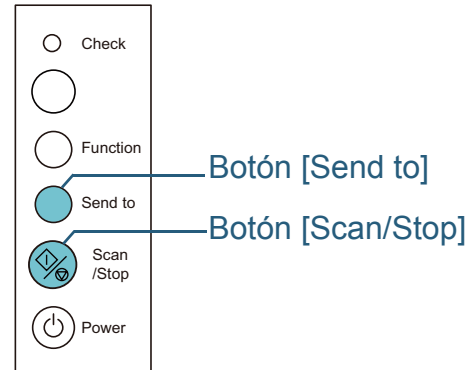 Check
Function
Botón [Send to]
Send to
Botón [Scan/Stop]
Scan
/Stop
Power